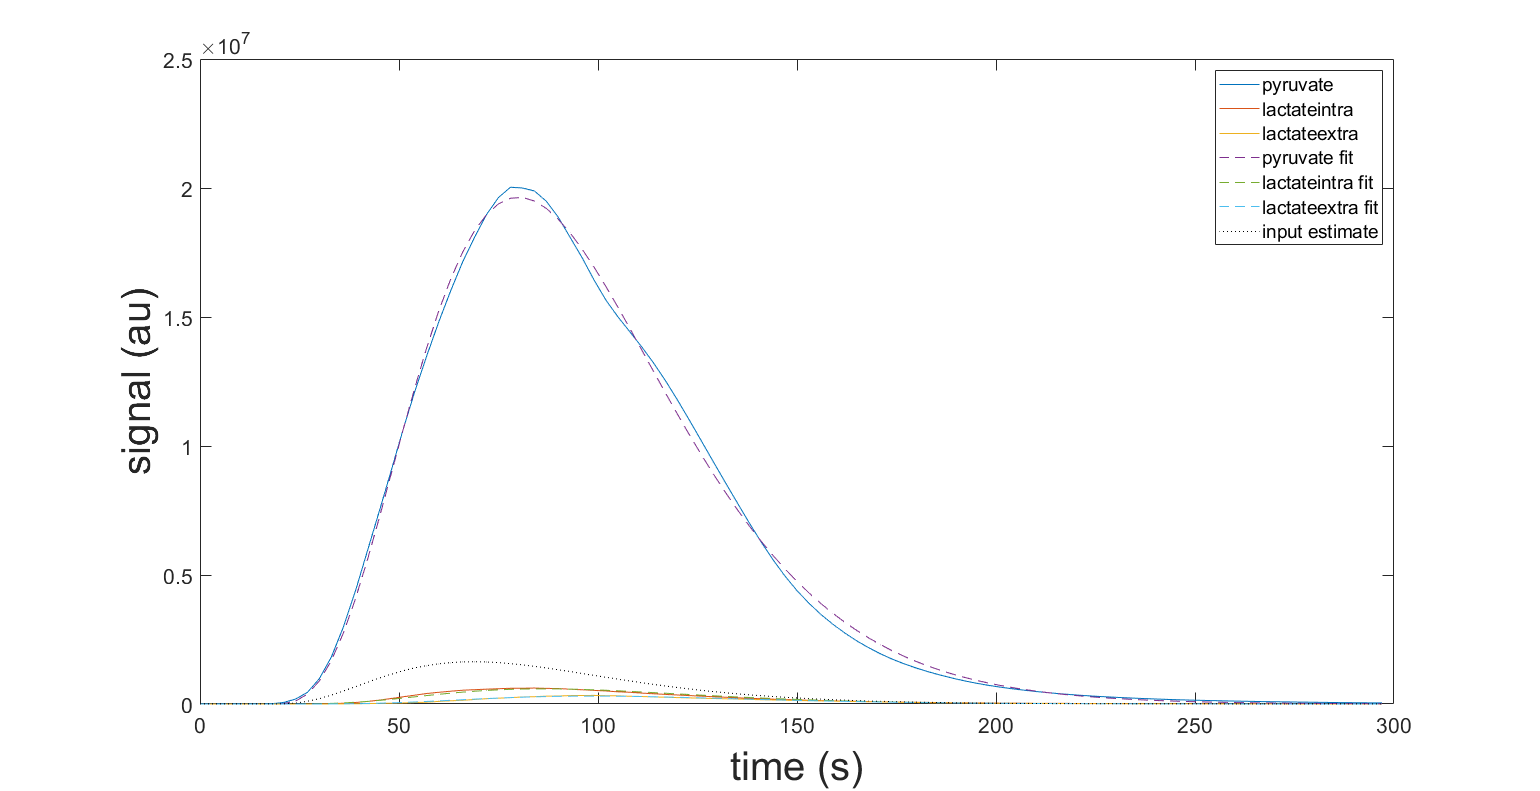 ×10^7
2.5
2
1.5
1
0.5
0
signal (au)
0 50 100 150 200 250 300
time (s)
pyruvate
lactateintra
lactateextra
pyruvate fit
lactateintra fit
lactateextra fit
input estimate